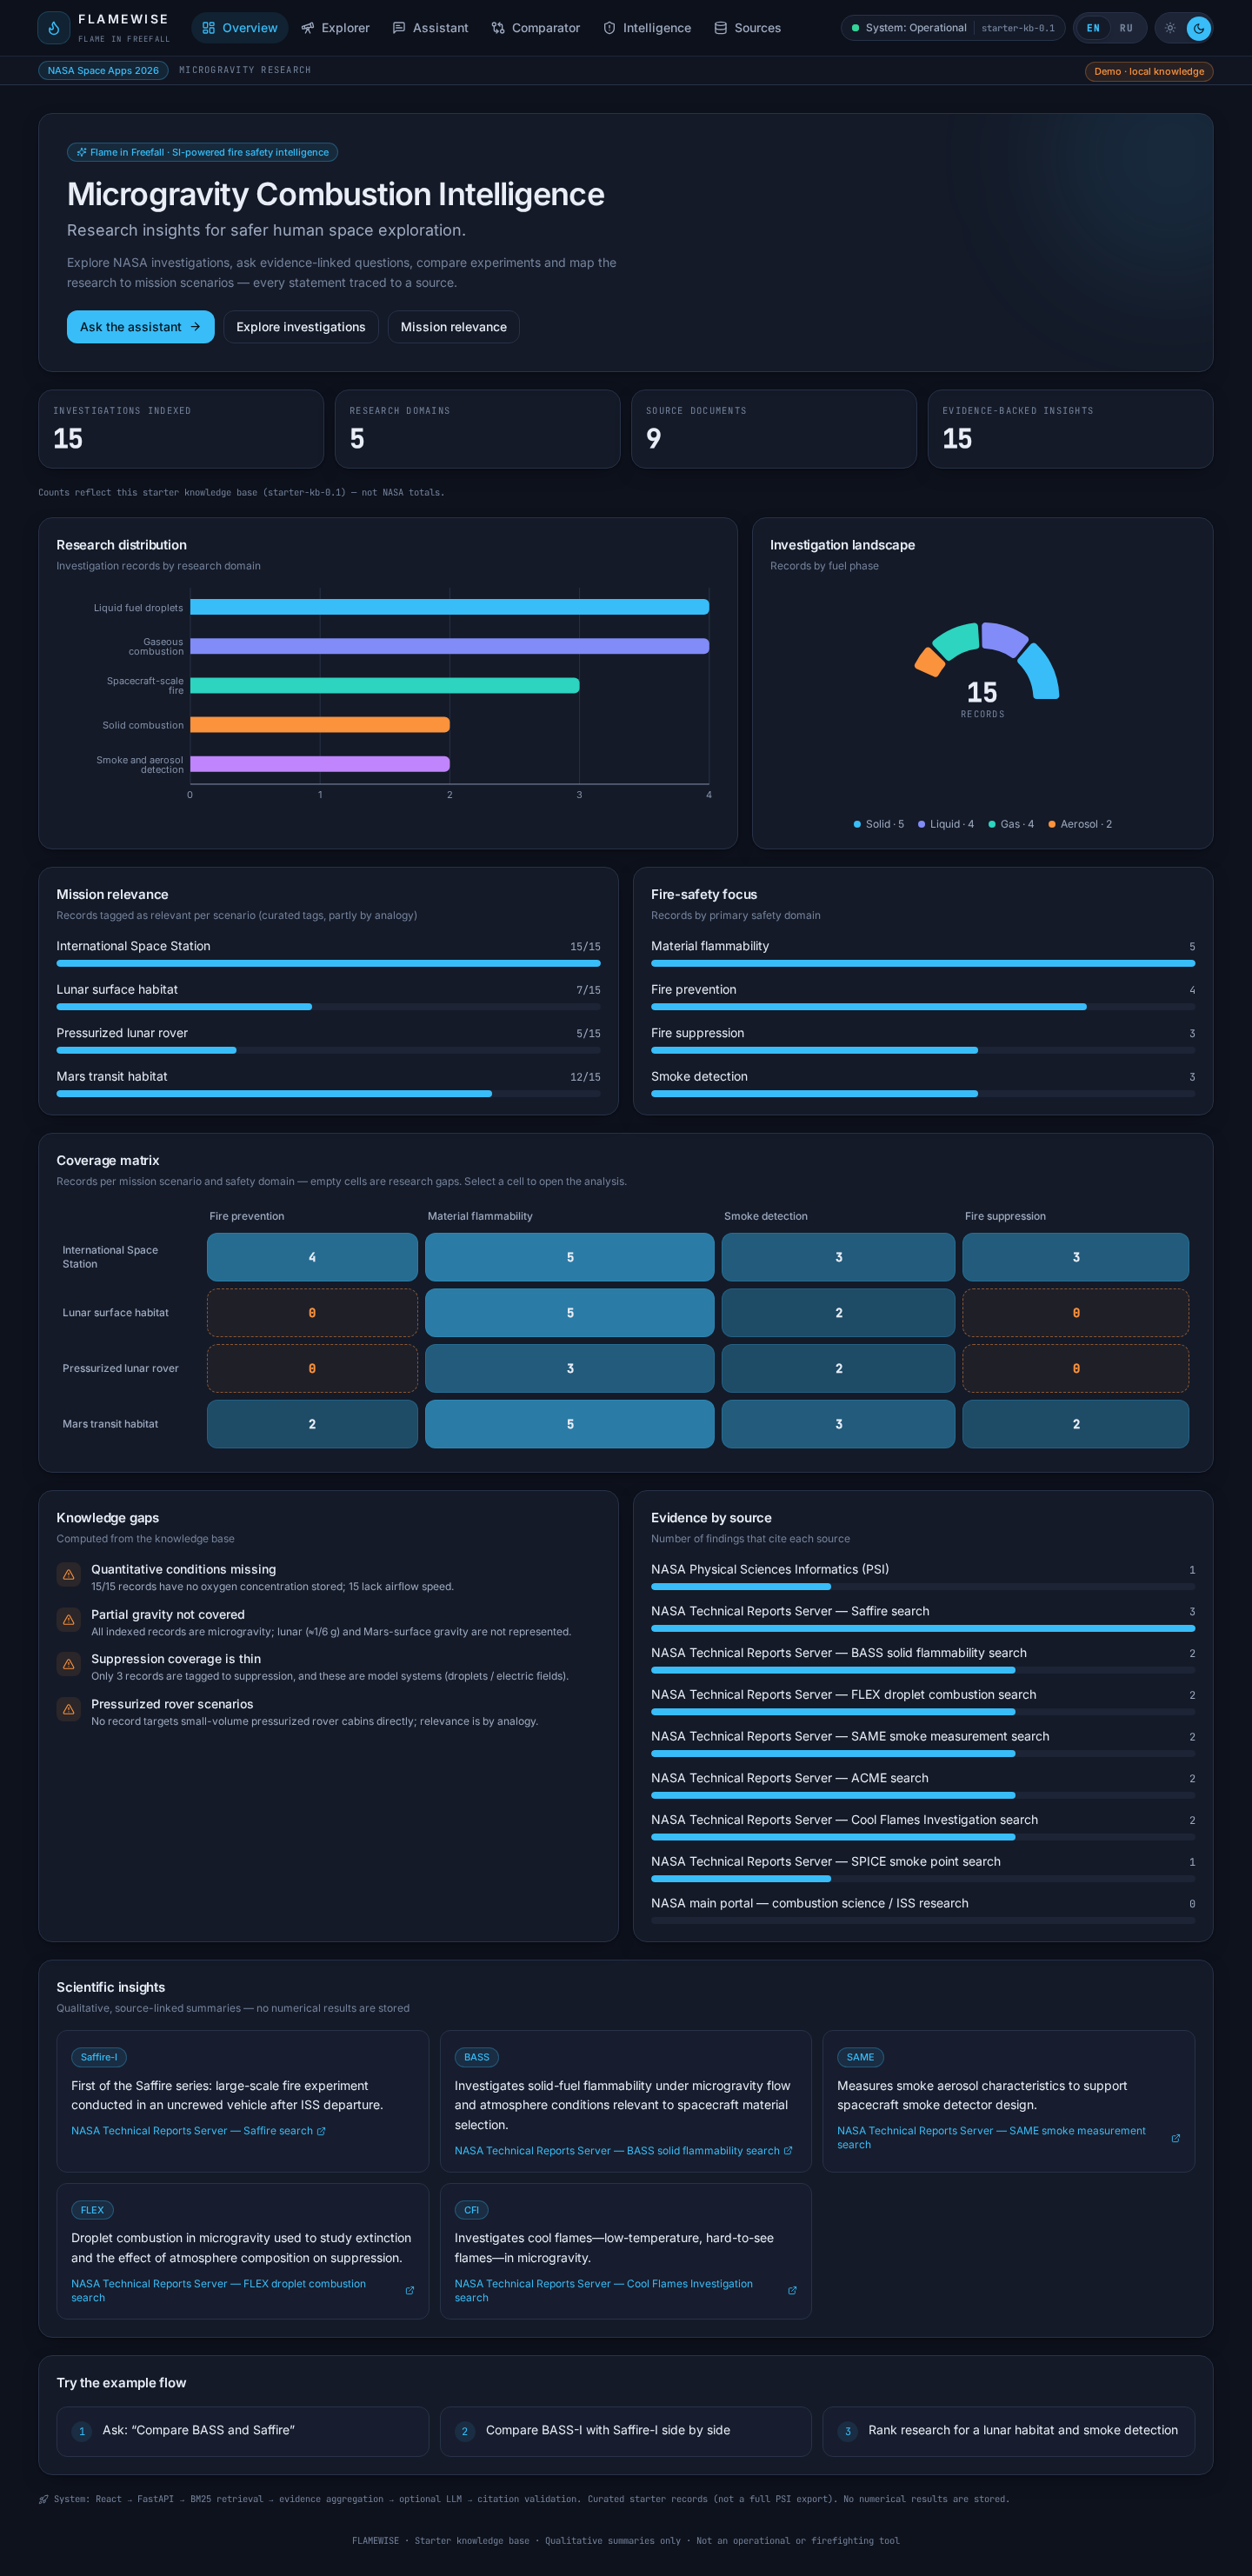 FLAMEWISE
FLAME IN FREEFALL
Overview
Explorer
Assistant
Comparator
Intelligence
Sources
System: Operational
starter-kb-0.1
EN
RU
NASA Space Apps 2026
MICROGRAVITY RESEARCH
Demo · local knowledge
Flame in Freefall · SI-powered fire safety intelligence
Microgravity Combustion Intelligence
Research insights for safer human space exploration.
Explore NASA investigations, ask evidence-linked questions, compare experiments and map the
research to mission scenarios — every statement traced to a source.
Ask the assistant →
Explore investigations
Mission relevance
INVESTIGATIONS INDEXED
15
RESEARCH DOMAINS
5
SOURCE DOCUMENTS
9
EVIDENCE-BACKED INSIGHTS
15
Counts reflect this starter knowledge base (starter-kb-0.1) — not NASA totals.
Research distribution
Investigation records by research domain
Liquid fuel droplets
Gaseous
combustion
Spacecraft-scale
fire
Solid combustion
Smoke and aerosol
detection
0
1
2
3
4
Investigation landscape
Records by fuel phase
15
RECORDS
Solid · 5
Liquid · 4
Gas · 4
Aerosol · 2
Mission relevance
Records tagged as relevant per scenario (curated tags, partly by analogy)
International Space Station
15/15
Lunar surface habitat
7/15
Pressurized lunar rover
5/15
Mars transit habitat
12/15
Fire-safety focus
Records by primary safety domain
Material flammability
5
Fire prevention
4
Fire suppression
3
Smoke detection
3
Coverage matrix
Records per mission scenario and safety domain — empty cells are research gaps. Select a cell to open the analysis.
Fire prevention
Material flammability
Smoke detection
Fire suppression
International Space
Station
4
5
3
3
Lunar surface habitat
0
5
2
0
Pressurized lunar rover
0
3
2
0
Mars transit habitat
2
5
3
2
Knowledge gaps
Computed from the knowledge base
Quantitative conditions missing
15/15 records have no oxygen concentration stored; 15 lack airflow speed.
Partial gravity not covered
All indexed records are microgravity; lunar (≈1/6 g) and Mars-surface gravity are not represented.
Suppression coverage is thin
Only 3 records are tagged to suppression, and these are model systems (droplets / electric fields).
Pressurized rover scenarios
No record targets small-volume pressurized rover cabins directly; relevance is by analogy.
Evidence by source
Number of findings that cite each source
NASA Physical Sciences Informatics (PSI)
1
NASA Technical Reports Server — Saffire search
3
NASA Technical Reports Server — BASS solid flammability search
2
NASA Technical Reports Server — FLEX droplet combustion search
2
NASA Technical Reports Server — SAME smoke measurement search
2
NASA Technical Reports Server — ACME search
2
NASA Technical Reports Server — Cool Flames Investigation search
2
NASA Technical Reports Server — SPICE smoke point search
1
NASA main portal — combustion science / ISS research
0
Scientific insights
Qualitative, source-linked summaries — no numerical results are stored
Saffire-I
First of the Saffire series: large-scale fire experiment
conducted in an uncrewed vehicle after ISS departure.
NASA Technical Reports Server — Saffire search
BASS
Investigates solid-fuel flammability under microgravity flow
and atmosphere conditions relevant to spacecraft material
selection.
NASA Technical Reports Server — BASS solid flammability search
SAME
Measures smoke aerosol characteristics to support
spacecraft smoke detector design.
NASA Technical Reports Server — SAME smoke measurement
search
FLEX
Droplet combustion in microgravity used to study extinction
and the effect of atmosphere composition on suppression.
NASA Technical Reports Server — FLEX droplet combustion
search
CFI
Investigates cool flames—low-temperature, hard-to-see
flames—in microgravity.
NASA Technical Reports Server — Cool Flames Investigation
search
Try the example flow
1
Ask: “Compare BASS and Saffire”
2
Compare BASS-I with Saffire-I side by side
3
Rank research for a lunar habitat and smoke detection
System: React → FastAPI → BM25 retrieval → evidence aggregation → optional LLM → citation validation. Curated starter records (not a full PSI export). No numerical results are stored.
FLAMEWISE · Starter knowledge base · Qualitative summaries only · Not an operational or firefighting tool